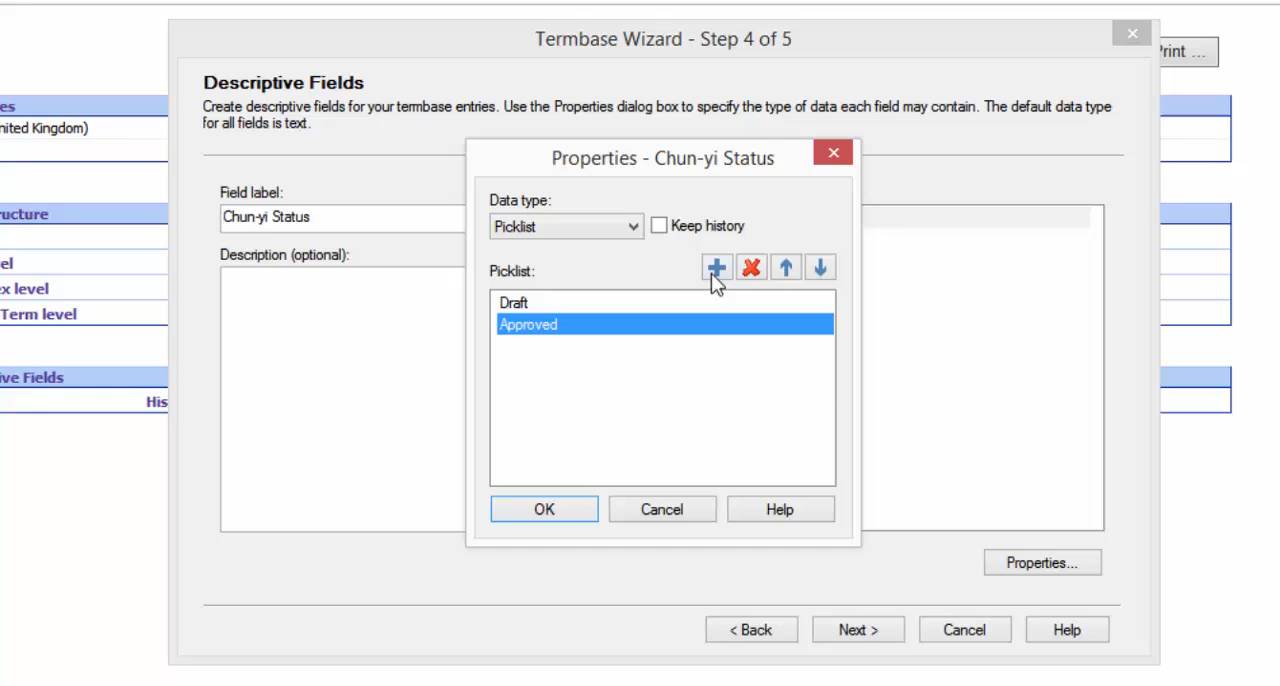 Termbase Wizard - Step 4 of 5
Print ...
Descriptive Fields
Create descriptive fields for your termbase entries. Use the Properties dialog box to specify the type of data each field may contain. The default data type
for all fields is text.
nited Kingdom)
Properties - Chun-yi Status
Field label:
Chun-yi Status
Description (optional):
Data type:
Picklist
Keep history
Picklist:
Draft
Approved
OK
Cancel
Help
ructure
el
x level
Term level
ive Fields
His
Properties...
< Back
Next >
Cancel
Help